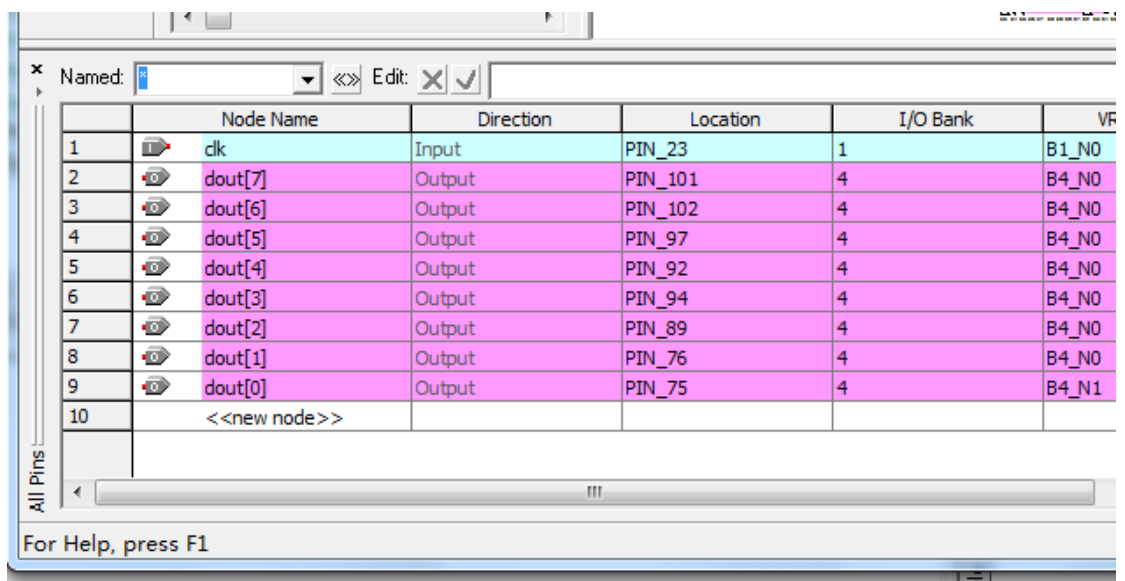 Named: * Edit:
Node Name Direction Location I/O Bank VR
1 clk Input PIN_23 1 B1_N0
2 dout[7] Output PIN_101 4 B4_N0
3 dout[6] Output PIN_102 4 B4_N0
4 dout[5] Output PIN_97 4 B4_N0
5 dout[4] Output PIN_92 4 B4_N0
6 dout[3] Output PIN_94 4 B4_N0
7 dout[2] Output PIN_89 4 B4_N0
8 dout[1] Output PIN_76 4 B4_N0
9 dout[0] Output PIN_75 4 B4_N1
10 <<new node>>
All Pins
For Help, press F1